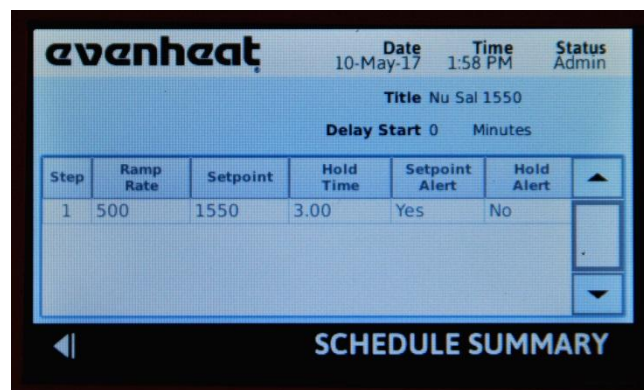 evenheat
Date Time Status
10-May-17 1:58 PM Admin
Title Nu Sal 1550
Delay Start 0 Minutes
Step Ramp Rate Setpoint Hold Time Setpoint Alert Hold Alert
1 500 1550 3.00 Yes No
SCHEDULE SUMMARY